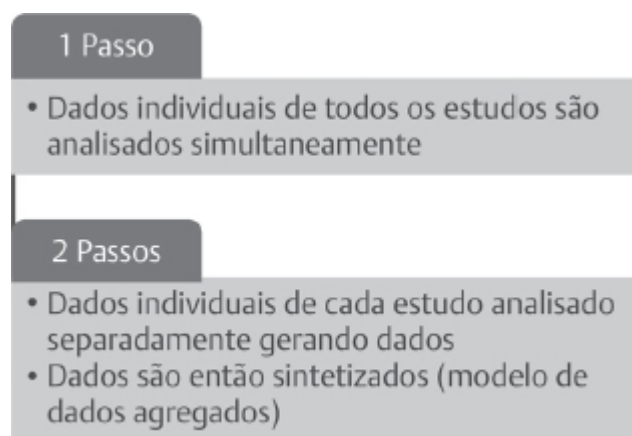 1 Passo
• Dados individuais de todos os estudos são
analisados simultaneamente
2 Passos
• Dados individuais de cada estudo analisado
separadamente gerando dados
• Dados são então sintetizados (modelo de
dados agregados)